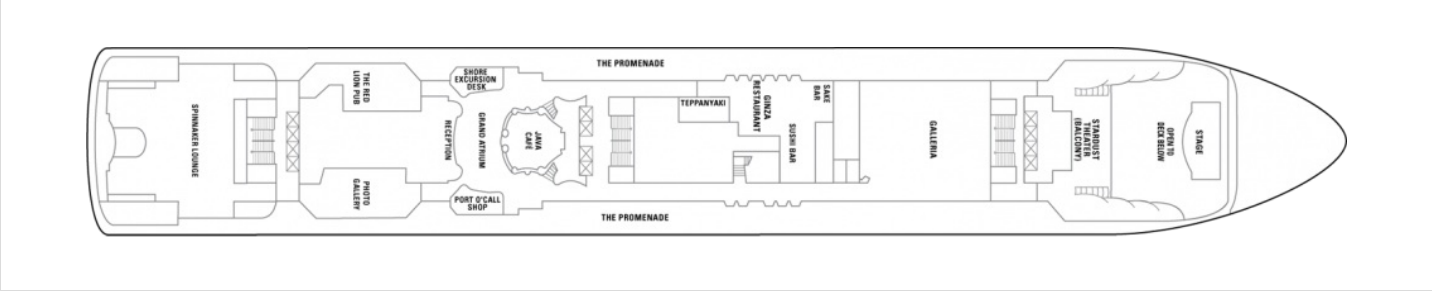 THE PROMENADE
SPINNAKER LOUNGE
THE RED
LION PUB
SHORE
EXCURSION
DESK
RECEPTION
GRAND ATRIUM
JAVA
CAFÉ
PHOTO
GALLERY
PORT O'CALL
SHOP
TEPPANYAKI
GINZA
RESTAURANT
SUSHI BAR
SAKE
BAR
GALLERIA
STARDUST
THEATER
(BALCONY)
OPEN TO
DECK BELOW
STAGE
THE PROMENADE